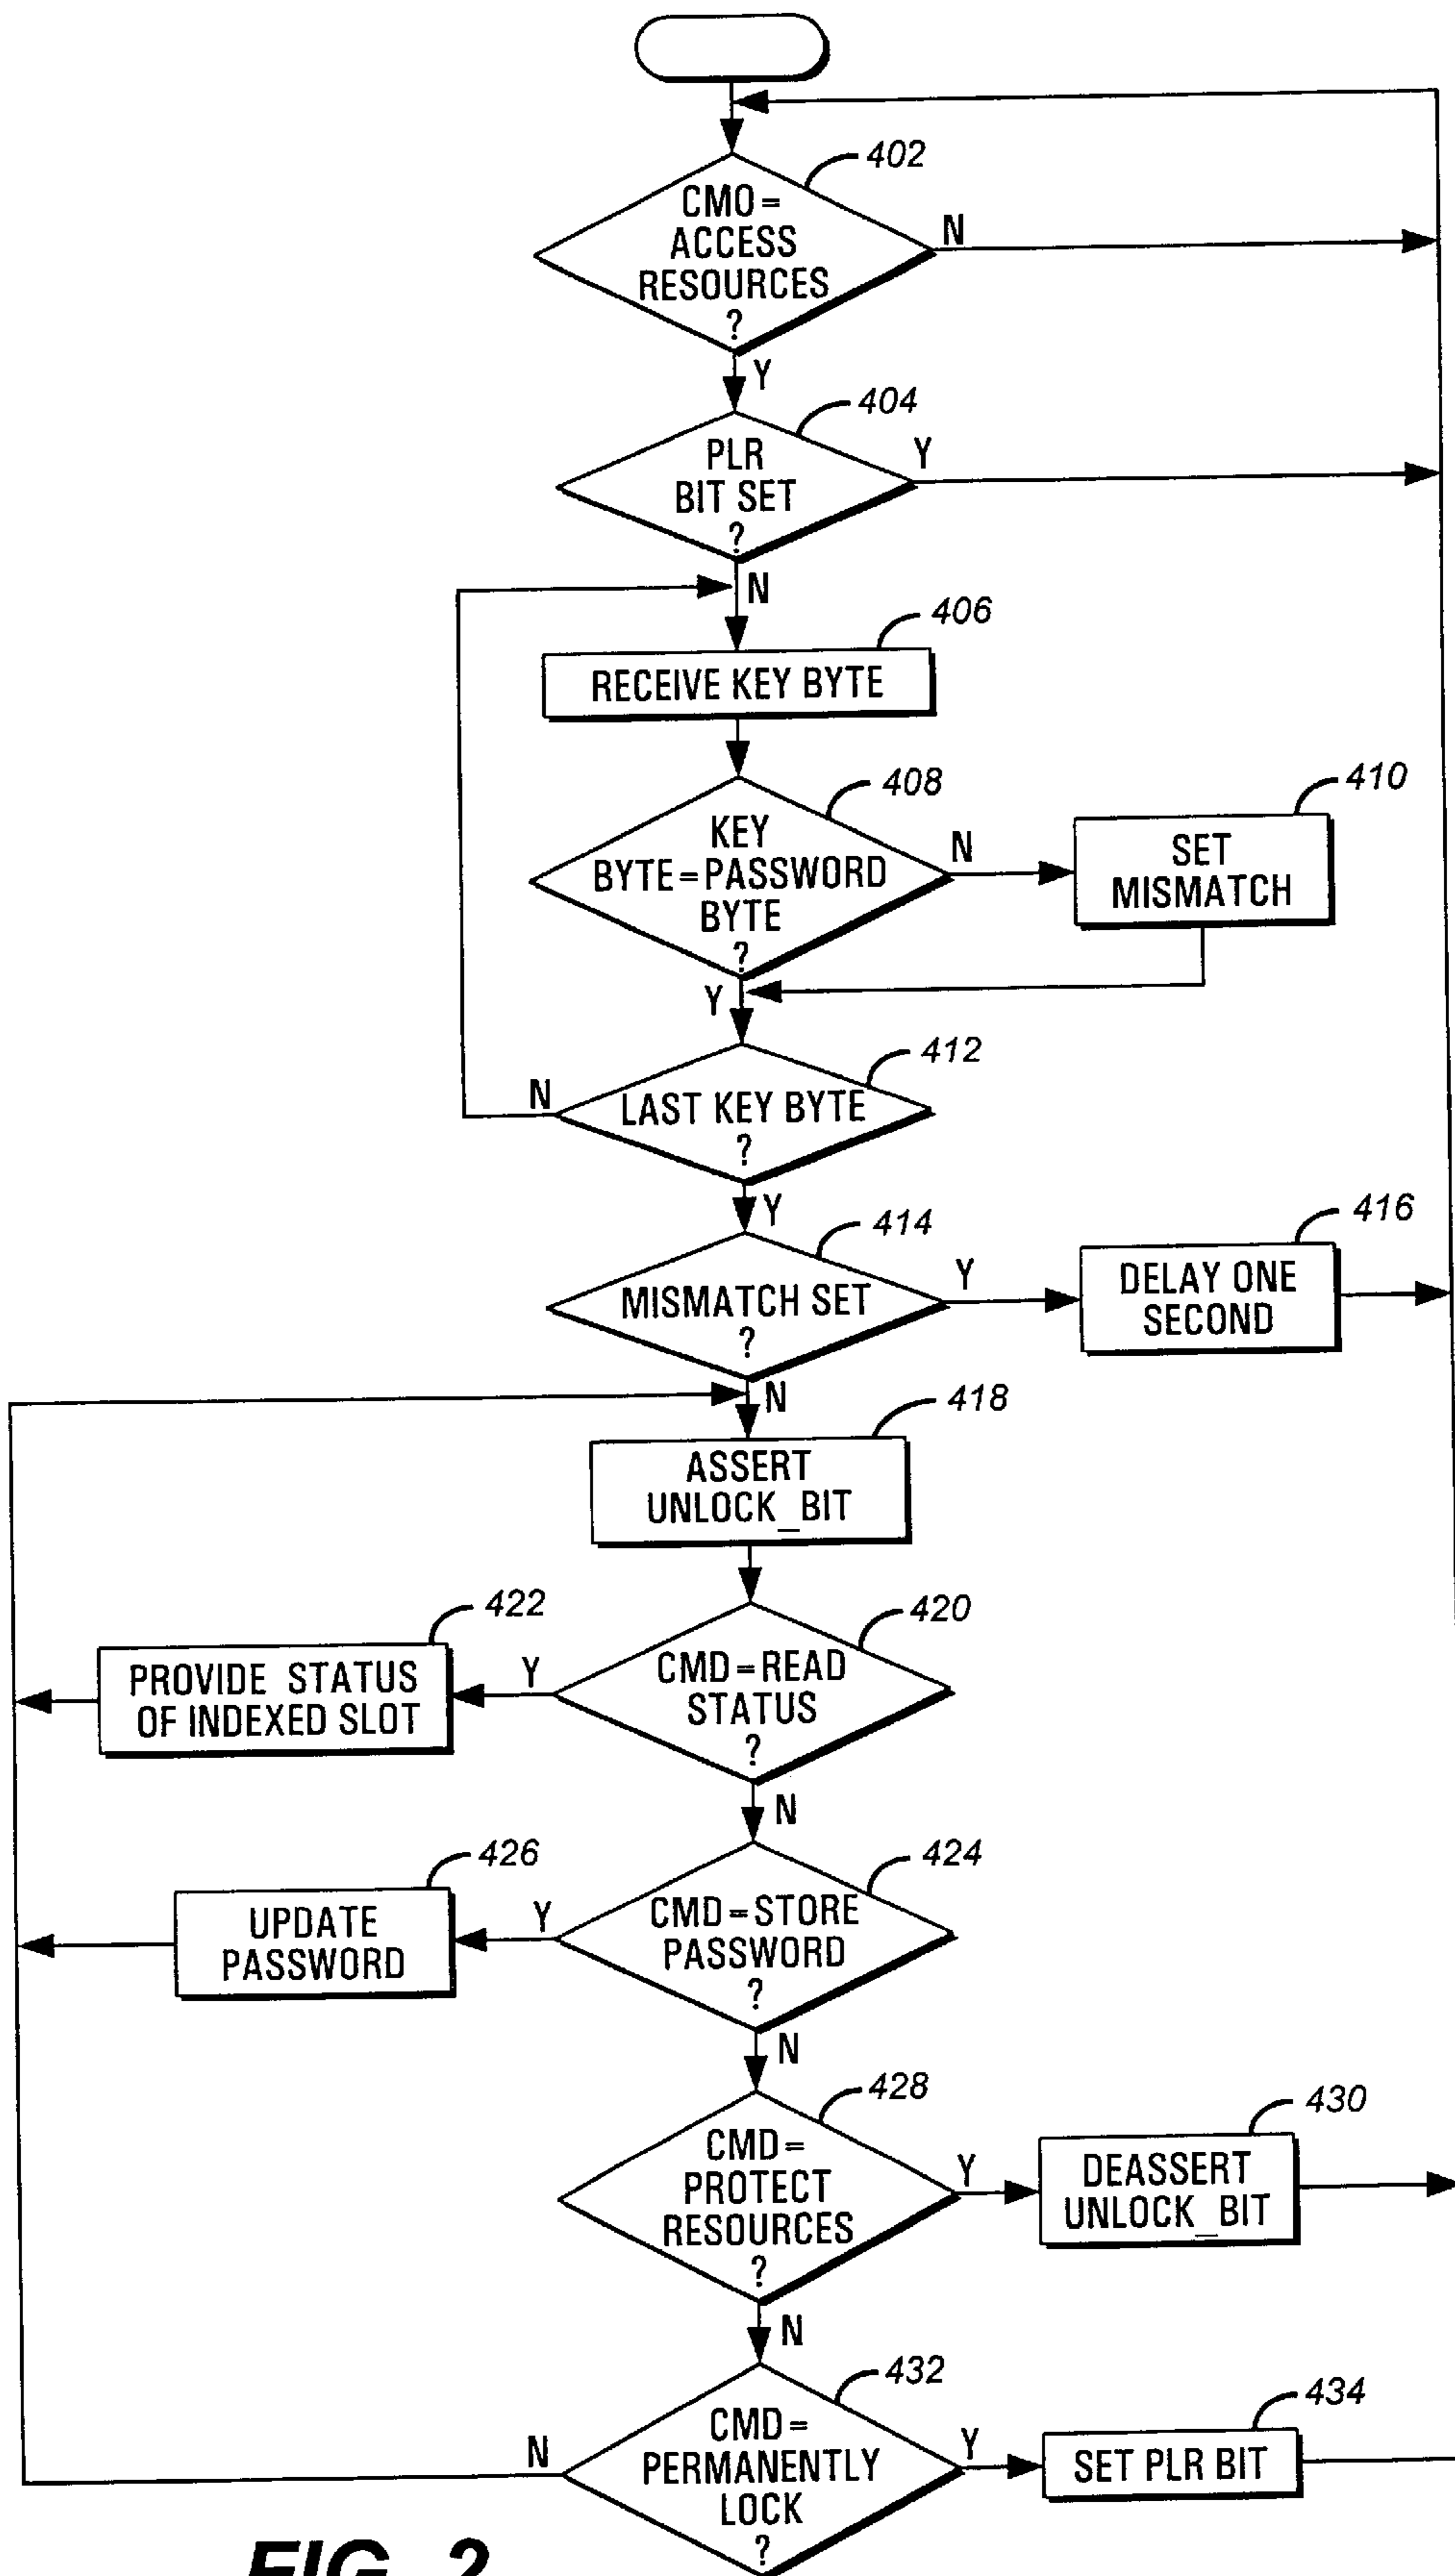 402
CMO =
ACCESS
RESOURCES
?
N
Y
404
PLR
BIT SET
?
Y
N
406
RECEIVE KEY BYTE
408
KEY
BYTE = PASSWORD
BYTE
?
N
410
SET
MISMATCH
Y
412
LAST KEY BYTE
?
N
Y
414
MISMATCH SET
?
Y
416
DELAY ONE
SECOND
N
418
ASSERT
UNLOCK_BIT
420
CMD = READ
STATUS
?
Y
422
PROVIDE STATUS
OF INDEXED SLOT
N
424
CMD = STORE
PASSWORD
?
Y
426
UPDATE
PASSWORD
N
428
CMD =
PROTECT
RESOURCES
?
Y
430
DEASSERT
UNLOCK_BIT
N
432
CMD =
PERMANENTLY
LOCK
?
N
Y
434
SET PLR BIT
FIG. 2